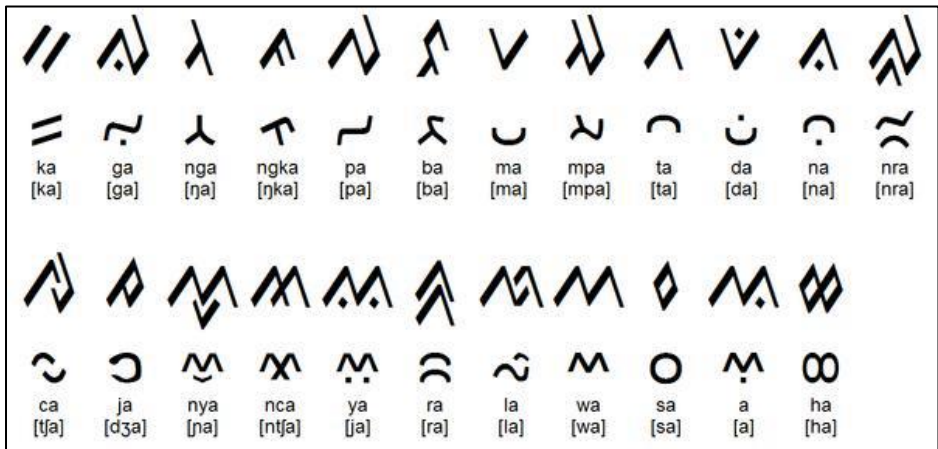 ᨀ ᨁ ᨂ ᨃ ᨄ ᨅ ᨆ ᨇ ᨈ ᨉ ᨊ ᨋ
ᨀ ᨁ ᨂ ᨃ ᨄ ᨅ ᨆ ᨇ ᨈ ᨉ ᨊ ᨋ
ka ga nga ngka pa ba ma mpa ta da na nra
[ka] [ga] [ŋa] [ŋka] [pa] [ba] [ma] [mpa] [ta] [da] [na] [nra]
ᨌ ᨍ ᨎ ᨏ ᨐ ᨑ ᨒ ᨓ ᨔ ᨕ ᨖ
ᨌ ᨍ ᨎ ᨏ ᨐ ᨑ ᨒ ᨓ ᨔ ᨕ ᨖ
ca ja nya nca ya ra la wa sa a ha
[tʃa] [dʒa] [ɲa] [ntʃa] [ja] [ra] [la] [wa] [sa] [a] [ha]